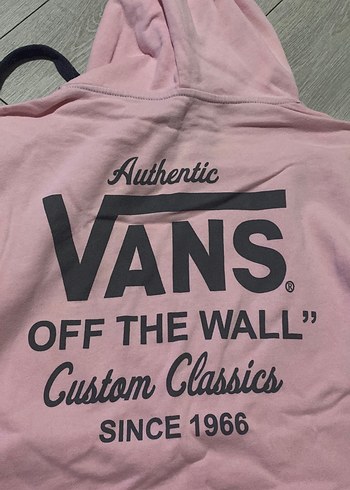 Authentic
VANS®
OFF THE WALL”
Custom Classics
SINCE 1966